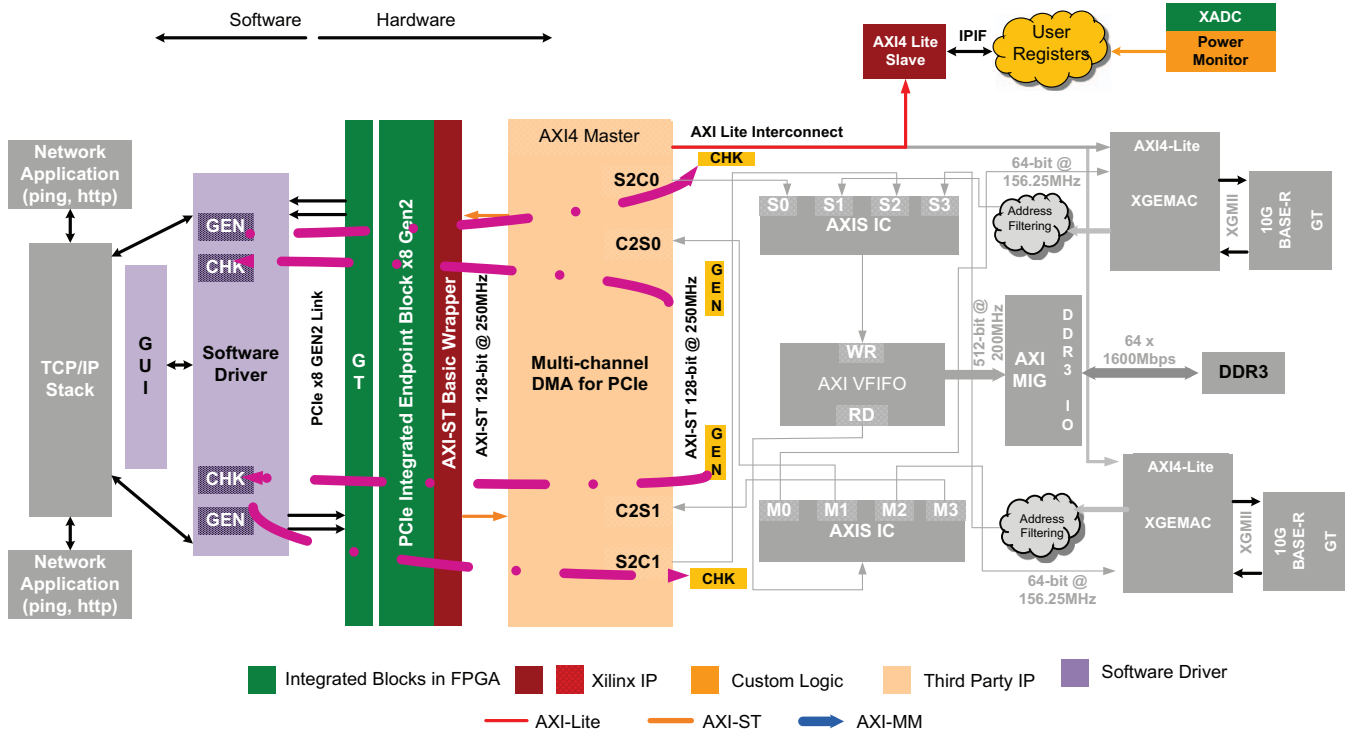 Software
Hardware
XADC
Power
Monitor
AXI4 Lite
Slave
IPIF
User
Registers
Network
Application
(ping, http)
TCP/IP
Stack
Network
Application
(ping, http)
GUI
GEN
CHK
Software
Driver
CHK
GEN
PCIe x8 GEN2 Link
GT
PCIe Integrated Endpoint Block x8 Gen2
AXI-ST Basic Wrapper
AXI-ST 128-bit @ 250MHz
AXI4 Master
S2C0
C2S0
Multi-channel
DMA for PCIe
C2S1
S2C1
AXI Lite Interconnect
CHK
GEN
AXI-ST 128-bit @ 250MHz
GEN
CHK
S0
S1
S2
S3
AXIS IC
WR
AXI VFIFO
RD
M0
M1
M2
M3
AXIS IC
512-bit @
200MHz
AXI
MIG
DDR3 IO
64 x
1600Mbps
DDR3
64-bit @
156.25MHz
Address
Filtering
AXI4-Lite
XGEMAC
XGMII
10G
BASE-R
GT
Address
Filtering
64-bit @
156.25MHz
AXI4-Lite
XGEMAC
XGMII
10G
BASE-R
GT
Integrated Blocks in FPGA
Xilinx IP
Custom Logic
Third Party IP
Software Driver
AXI-Lite
AXI-ST
AXI-MM